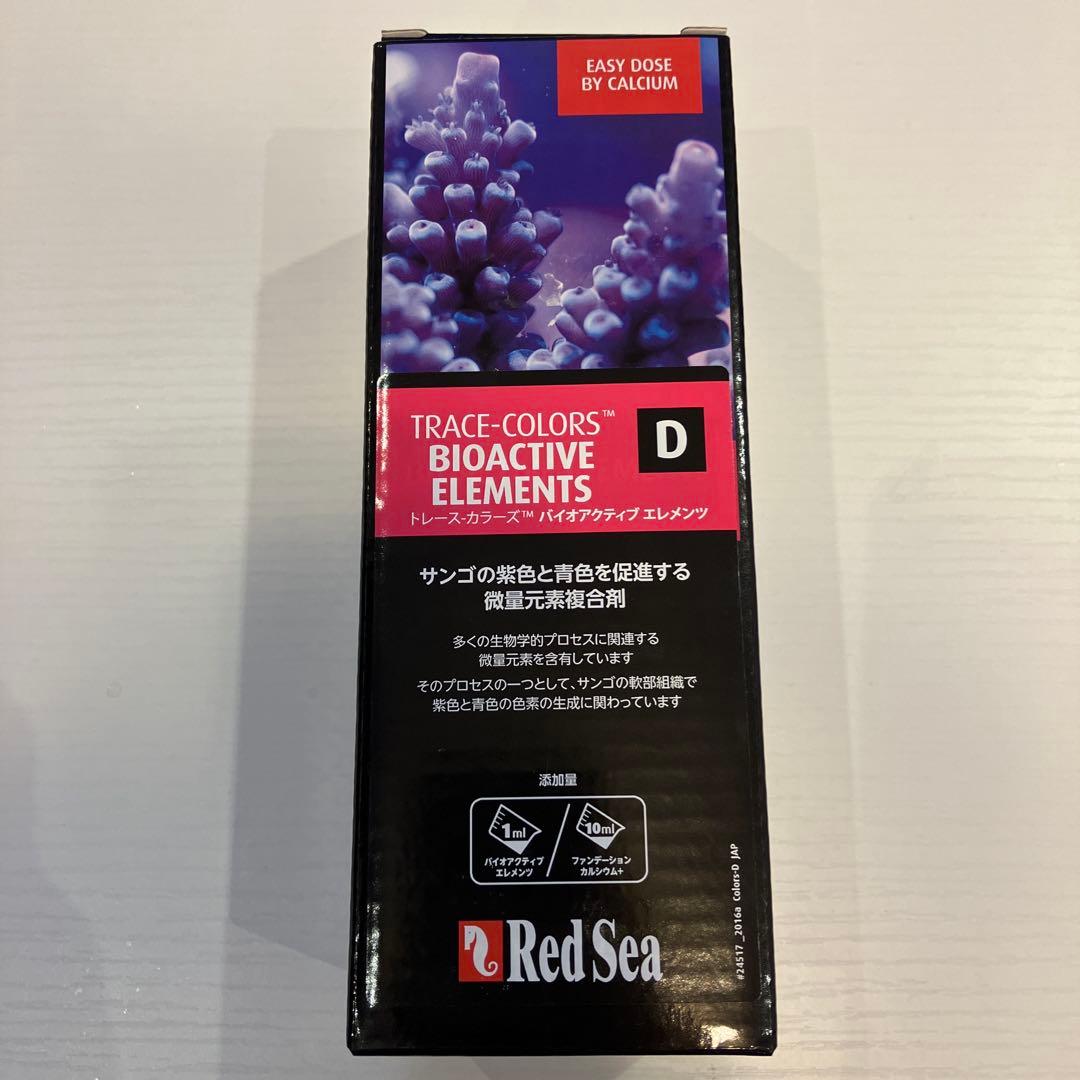 EASY DOSE
BY CALCIUM
TRACE-COLORS™
BIOACTIVE
ELEMENTS
D
トレース-カラーズ™ バイオアクティブ エレメンツ
サンゴの紫色と青色を促進する
微量元素複合剤
多くの生物学的プロセスに関連する
微量元素を含有しています
そのプロセスの一つとして、サンゴの軟部組織で
紫色と青色の色素の生成に関わっています
添加量
1ml
バイオアクティブ
エレメンツ
10ml
ファンデーション
カルシウム+
Red Sea
#24517 _2016a Colors-D JAP